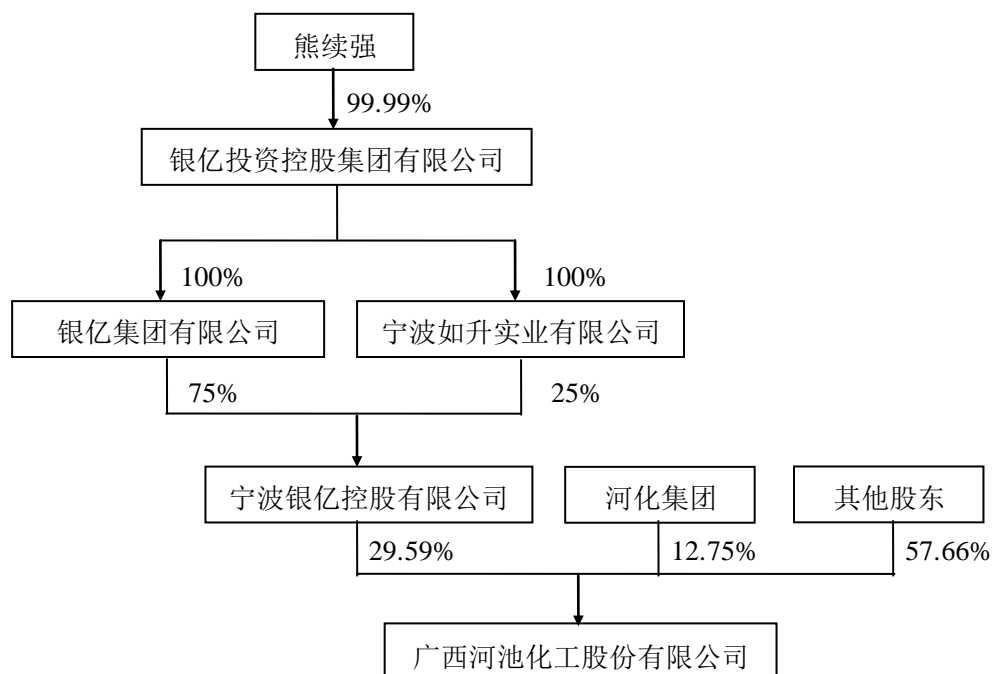 熊续强
99.99%
银亿投资控股集团有限公司
100%
100%
银亿集团有限公司
宁波如升实业有限公司
75%
25%
宁波银亿控股有限公司
河化集团
其他股东
29.59%
12.75%
57.66%
广西河池化工股份有限公司